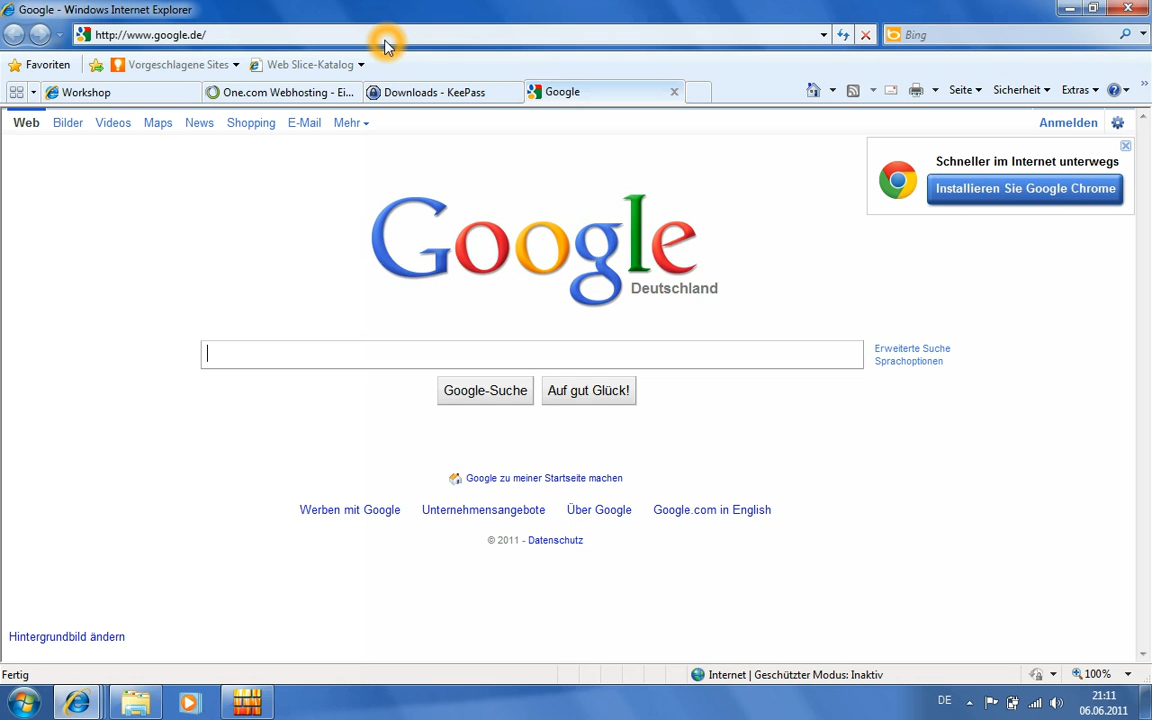 Google - Windows Internet Explorer
http://www.google.de/
Bing
Favoriten
Vorgeschlagene Sites
Web Slice-Katalog
Workshop
One.com Webhosting - Ei...
Downloads - KeePass
Google
Seite
Sicherheit
Extras
Web
Bilder
Videos
Maps
News
Shopping
E-Mail
Mehr
Anmelden
Schneller im Internet unterwegs
Installieren Sie Google Chrome
Google
Deutschland
Erweiterte Suche
Sprachoptionen
Google-Suche
Auf gut Glück!
Google zu meiner Startseite machen
Werben mit Google
Unternehmensangebote
Über Google
Google.com in English
© 2011 - Datenschutz
Hintergrundbild ändern
Fertig
Internet | Geschützter Modus: Inaktiv
100%
DE
21:11
06.06.2011